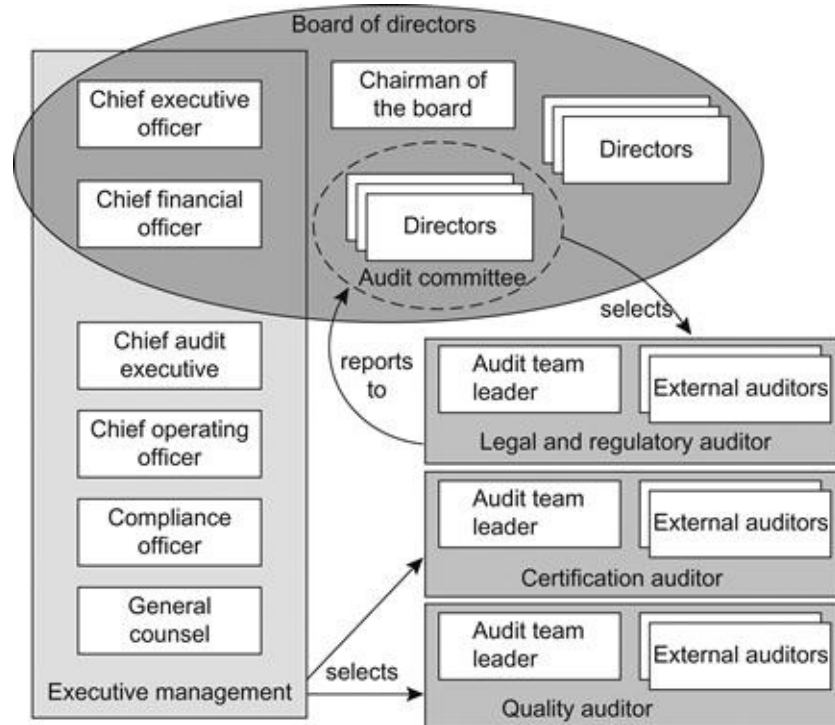 Board of directors
Chief executive
officer
Chairman of
the board
Directors
Chief financial
officer
Directors
Audit committee
selects
Chief audit
executive
reports
to
Audit team
leader
External auditors
Legal and regulatory auditor
Chief operating
officer
Compliance
officer
Audit team
leader
External auditors
Certification auditor
General
counsel
selects
Executive management
Audit team
leader
External auditors
Quality auditor